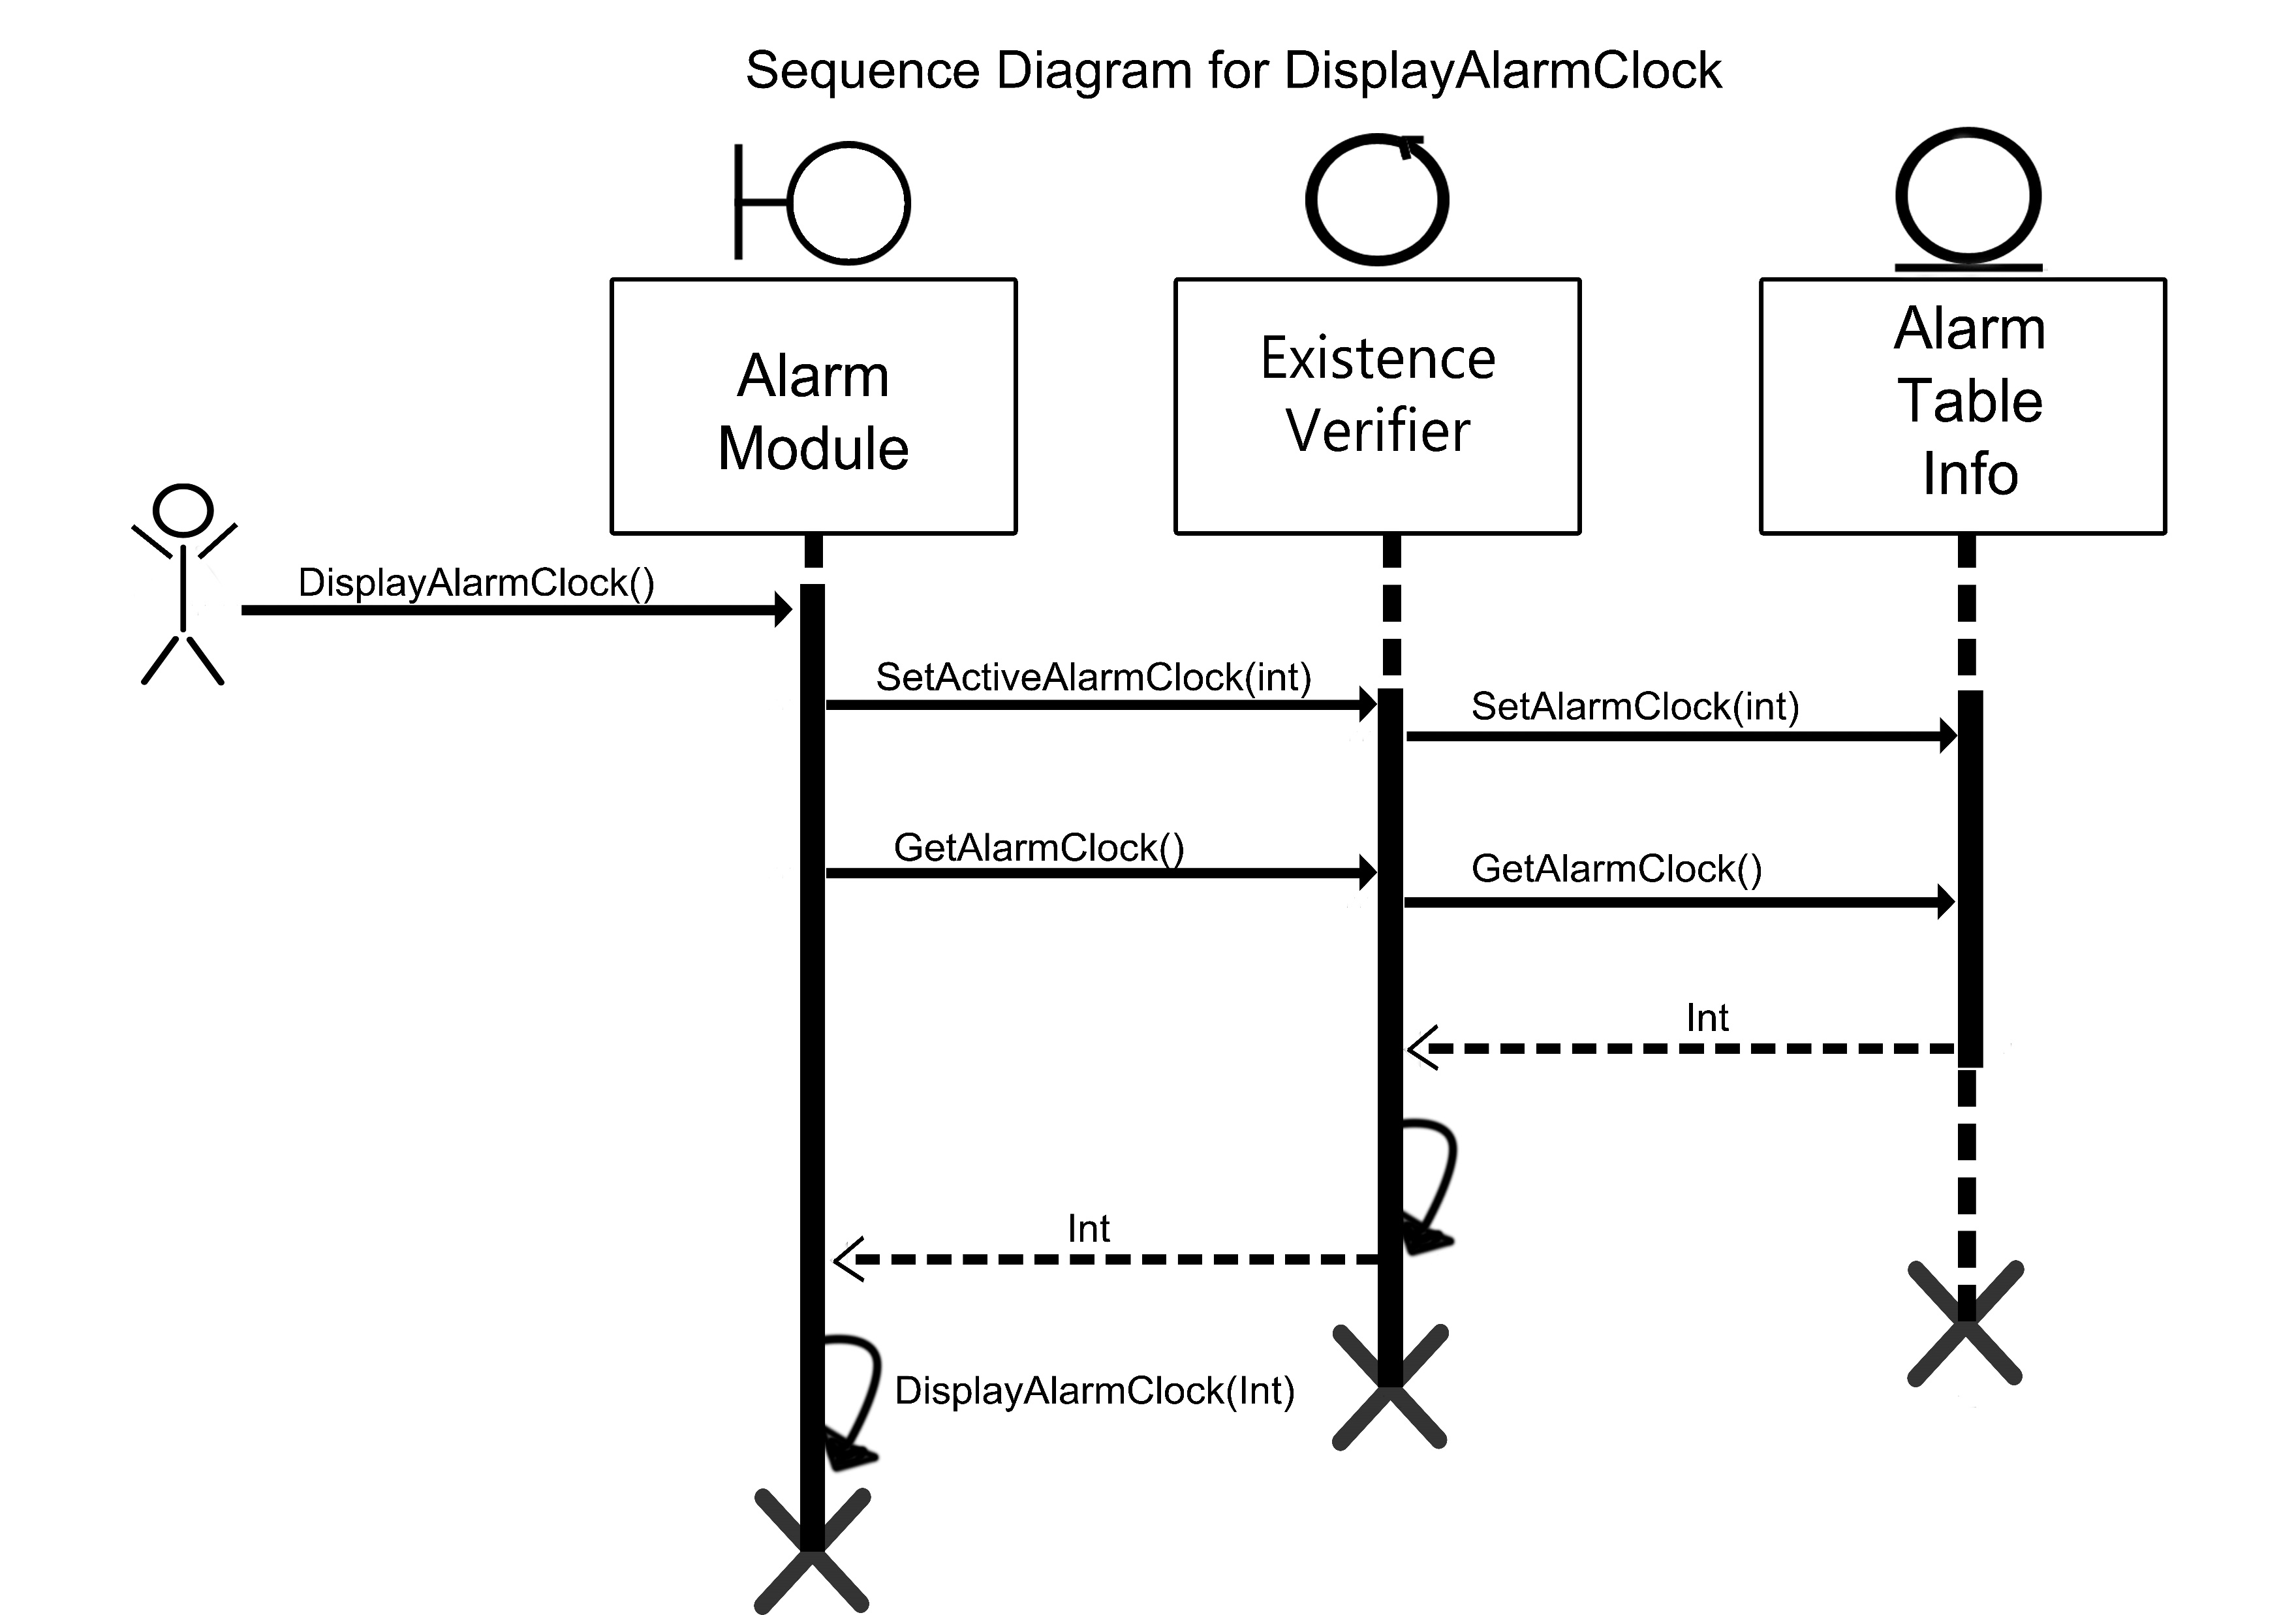 Sequence Diagram for DisplayAlarmClock
Alarm
Module
Existence
Verifier
Alarm
Table
Info
DisplayAlarmClock()
SetActiveAlarmClock(int)
SetAlarmClock(int)
GetAlarmClock()
GetAlarmClock()
Int
Int
DisplayAlarmClock(Int)